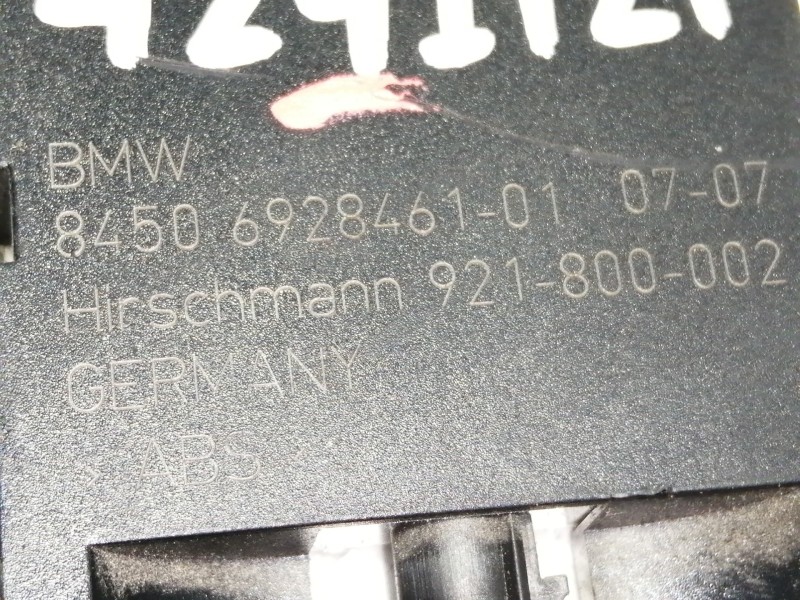 BMW
8450 6928461-01 07-07
Hirschmann 921-800-002
GERMANY
> ABS